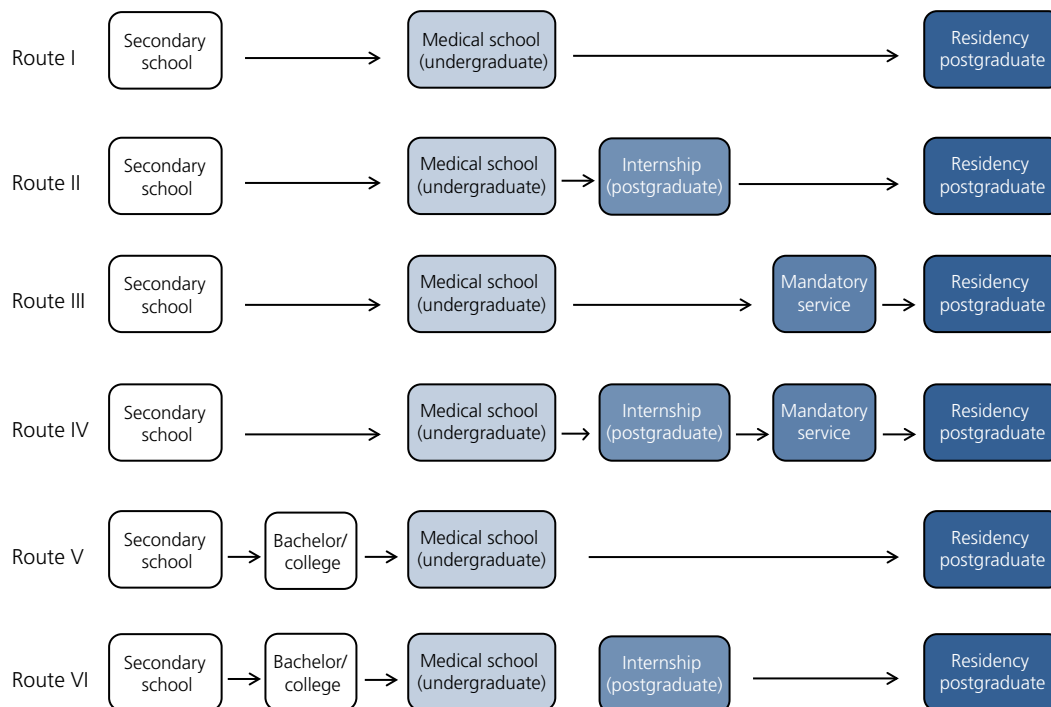 Route I
Secondary
school
Medical school
(undergraduate)
Residency
postgraduate
Route II
Secondary
school
Medical school
(undergraduate)
Internship
(postgraduate)
Residency
postgraduate
Route III
Secondary
school
Medical school
(undergraduate)
Mandatory
service
Residency
postgraduate
Route IV
Secondary
school
Medical school
(undergraduate)
Internship
(postgraduate)
Mandatory
service
Residency
postgraduate
Route V
Secondary
school
Bachelor/
college
Medical school
(undergraduate)
Residency
postgraduate
Route VI
Secondary
school
Bachelor/
college
Medical school
(undergraduate)
Internship
(postgraduate)
Residency
postgraduate